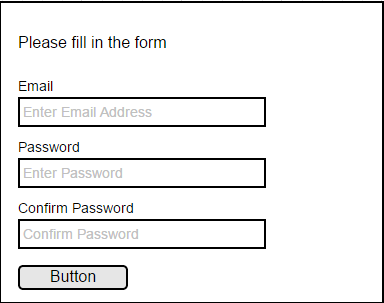 Please fill in the form
Email
Enter Email Address
Password
Enter Password
Confirm Password
Confirm Password
Button